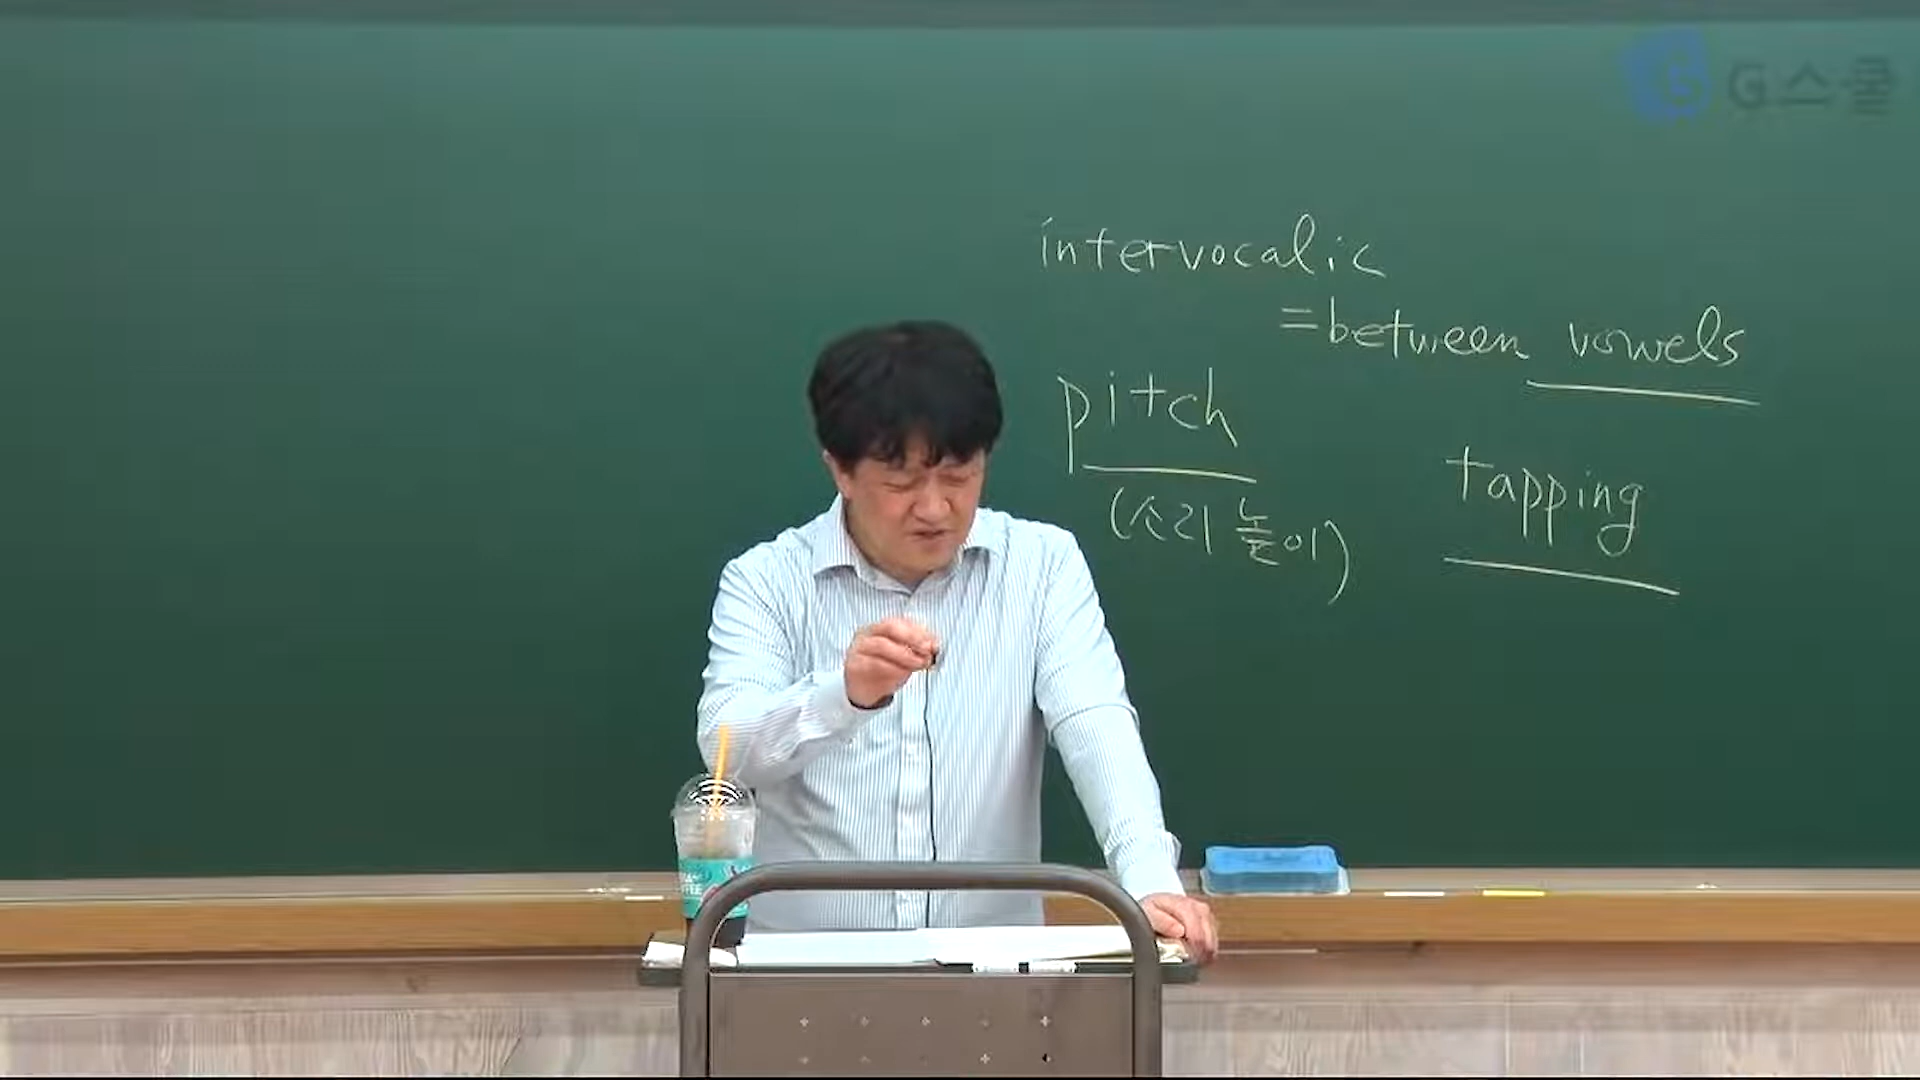 G스쿨
intervocalic
=between vowels
pitch
(소리 높이)
tapping